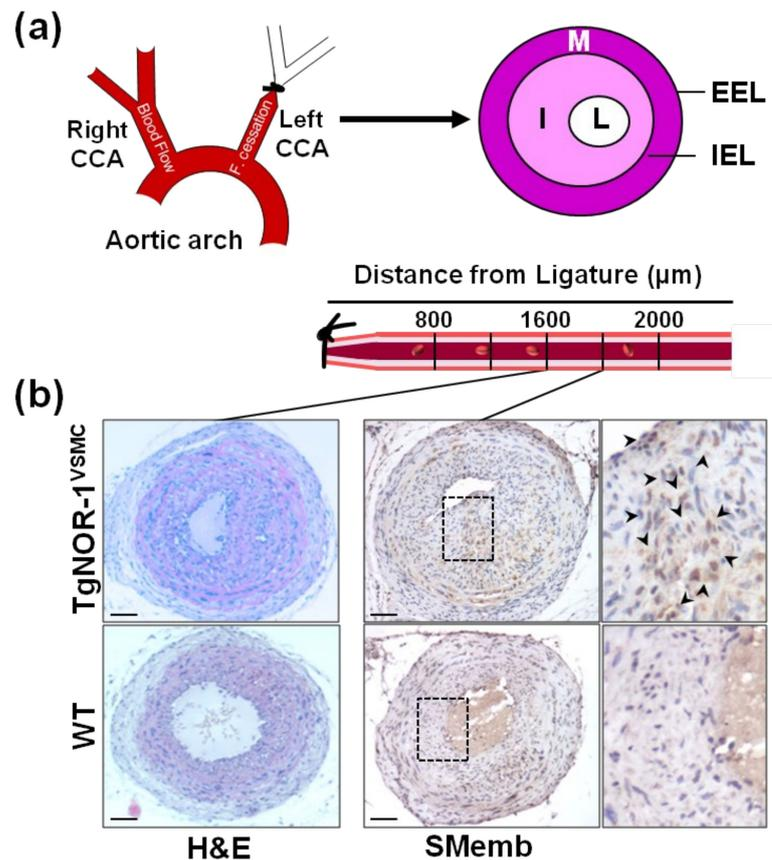 (a)
M
EEL
I
L
IEL
Right
CCA
Blood Flow
F. cessation
Left
CCA
Aortic arch
Distance from Ligature (µm)
800
1600
2000
(b)
TgNOR-1VSMC
WT
H&E
SMemb